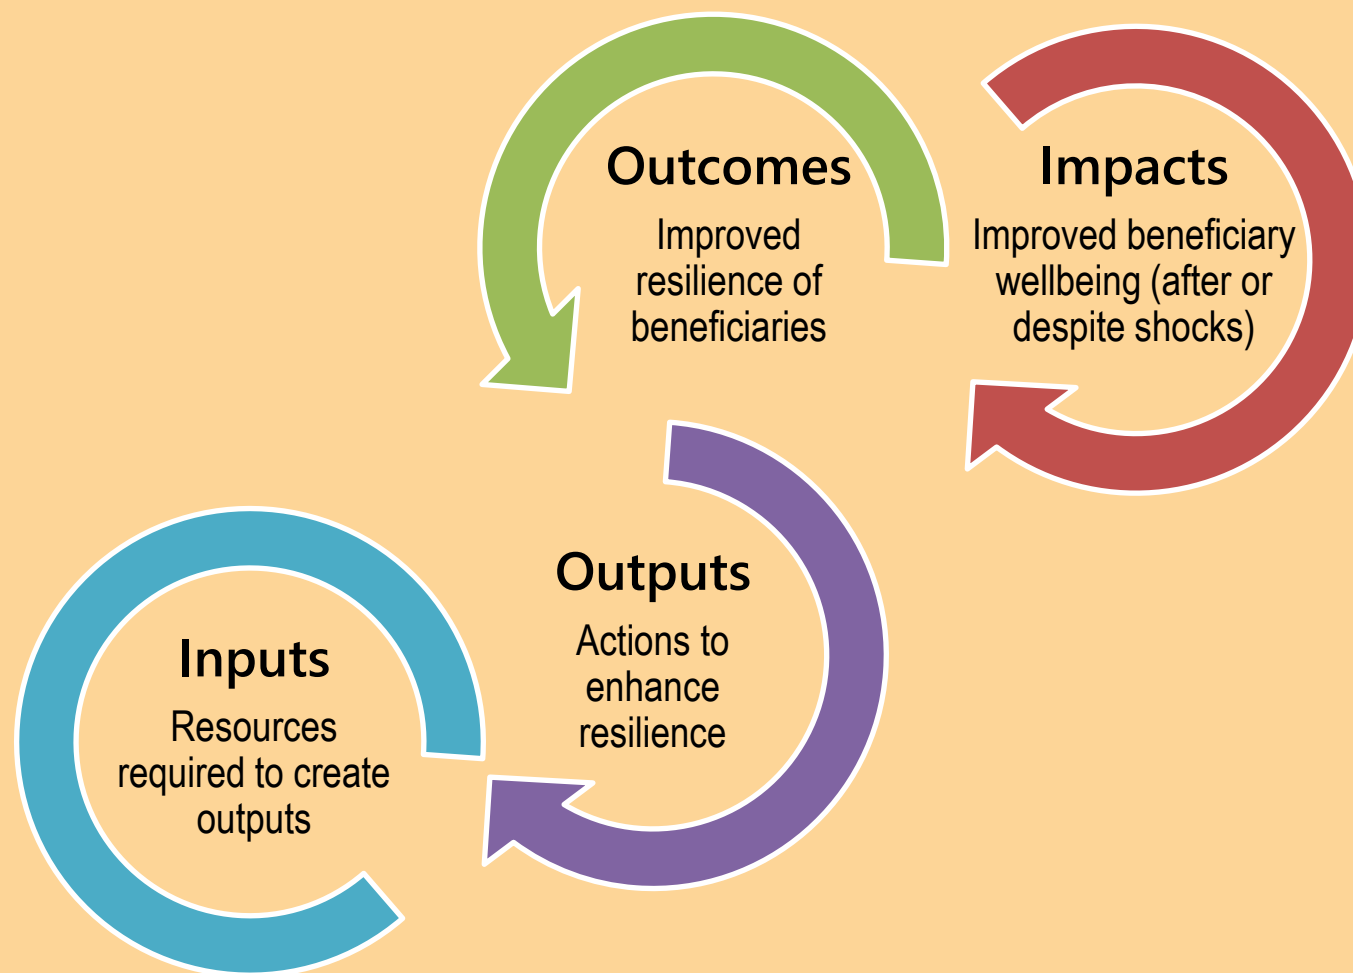 Outcomes
Improved
resilience of
beneficiaries
Impacts
Improved beneficiary
wellbeing (after or
despite shocks)
Outputs
Actions to
enhance
resilience
Inputs
Resources
required to create
outputs